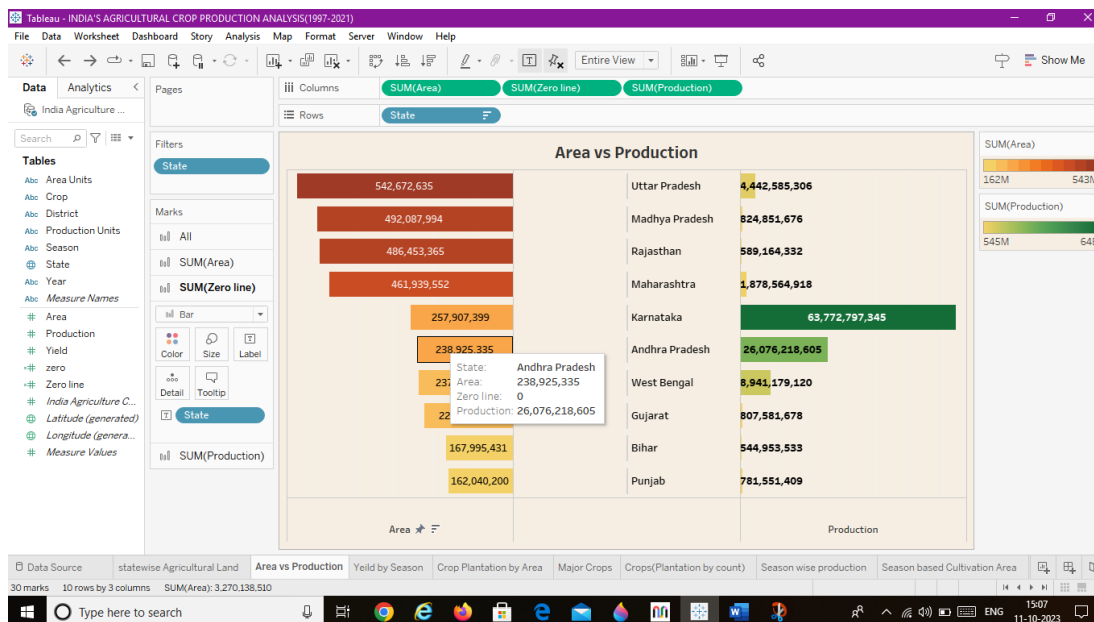 Tableau - INDIA'S AGRICULTURAL CROP PRODUCTION ANALYSIS(1997-2021)
File Data Worksheet Dashboard Story Analysis Map Format Server Window Help
Entire View
Show Me
Data Analytics
India Agriculture ...
Search
Tables
Abc Area Units
Abc Crop
Abc District
Abc Production Units
Abc Season
State
Abc Year
Abc Measure Names
# Area
# Production
# Yield
=# zero
=# Zero line
# India Agriculture C...
Latitude (generated)
Longitude (genera...
# Measure Values
Pages
Filters
State
Marks
All
SUM(Area)
SUM(Zero line)
Bar
Color Size Label
Detail Tooltip
State
SUM(Production)
Columns SUM(Area) SUM(Zero line) SUM(Production)
Rows State
Area vs Production
542,672,635 Uttar Pradesh 4,442,585,306
492,087,994 Madhya Pradesh 824,851,676
486,453,365 Rajasthan 589,164,332
461,939,552 Maharashtra 1,878,564,918
257,907,399 Karnataka 63,772,797,345
238,925,335 Andhra Pradesh 26,076,218,605
237 West Bengal 8,941,179,120
22 Gujarat 807,581,678
167,995,431 Bihar 544,953,533
162,040,200 Punjab 781,551,409
State: Andhra Pradesh
Area: 238,925,335
Zero line: 0
Production: 26,076,218,605
Area Production
SUM(Area)
162M 543M
SUM(Production)
545M 648
Data Source statewise Agricultural Land Area vs Production Yeild by Season Crop Plantation by Area Major Crops Crops(Plantation by count) Season wise production Season based Cultivation Area
30 marks 10 rows by 3 columns SUM(Area): 3,270,138,510
Type here to search
ENG
15:07
11-10-2023